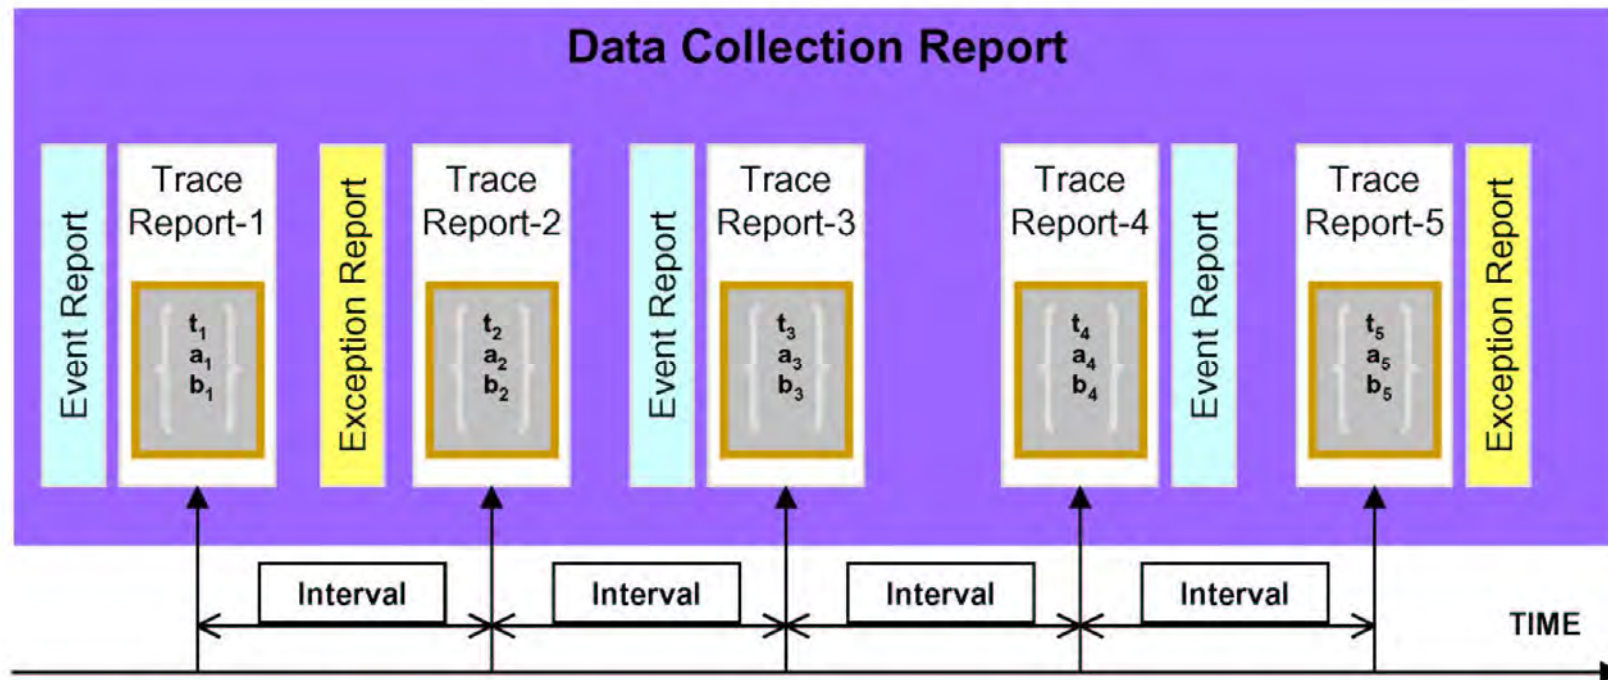 Data Collection Report
Event Report
Trace
Report-1
t1
a1
b1
Exception Report
Trace
Report-2
t2
a2
b2
Event Report
Trace
Report-3
t3
a3
b3
Trace
Report-4
t4
a4
b4
Event Report
Trace
Report-5
t5
a5
b5
Exception Report
Interval
Interval
Interval
Interval
TIME